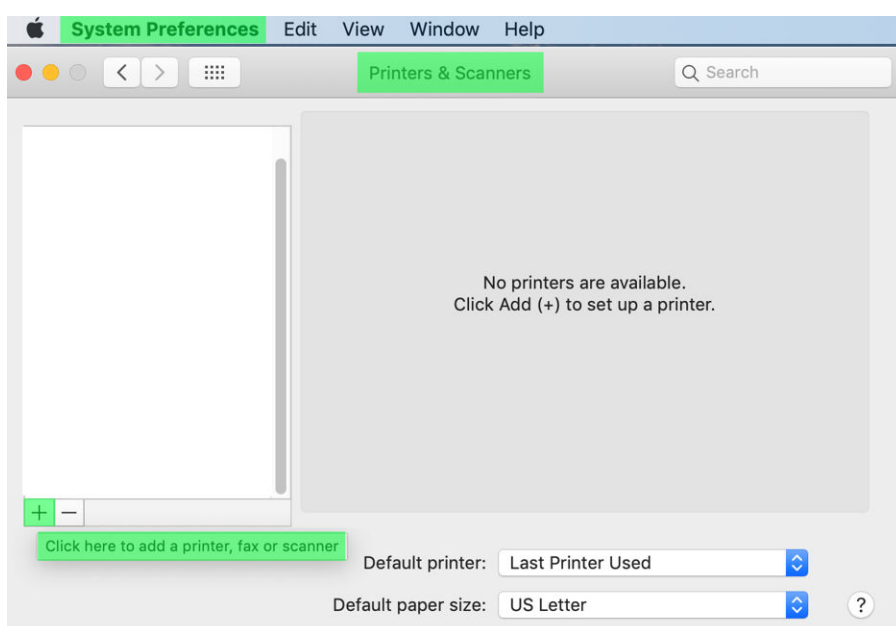 System Preferences Edit View Window Help
Printers & Scanners
Search
No printers are available.
Click Add (+) to set up a printer.
+ −
Click here to add a printer, fax or scanner
Default printer: Last Printer Used
Default paper size: US Letter
?